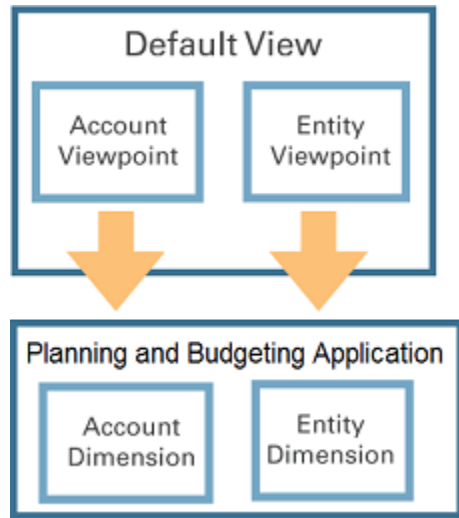 Default View
Account
Viewpoint
Entity
Viewpoint
Planning and Budgeting Application
Account
Dimension
Entity
Dimension